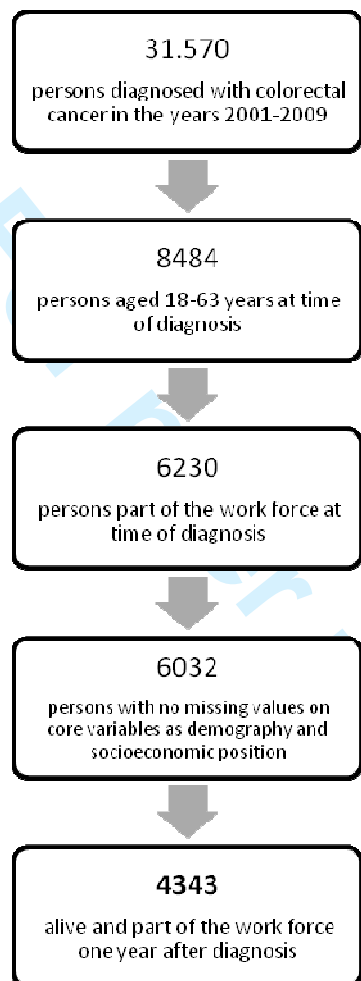 31.570
persons diagnosed with colorectal
cancer in the years 2001-2009
8484
persons aged 18-63 years at time
of diagnosis
6230
persons part of the work force at
time of diagnosis
6032
persons with no missing values on
core variables as demography and
socioeconomic position
4343
alive and part of the work force
one year after diagnosis